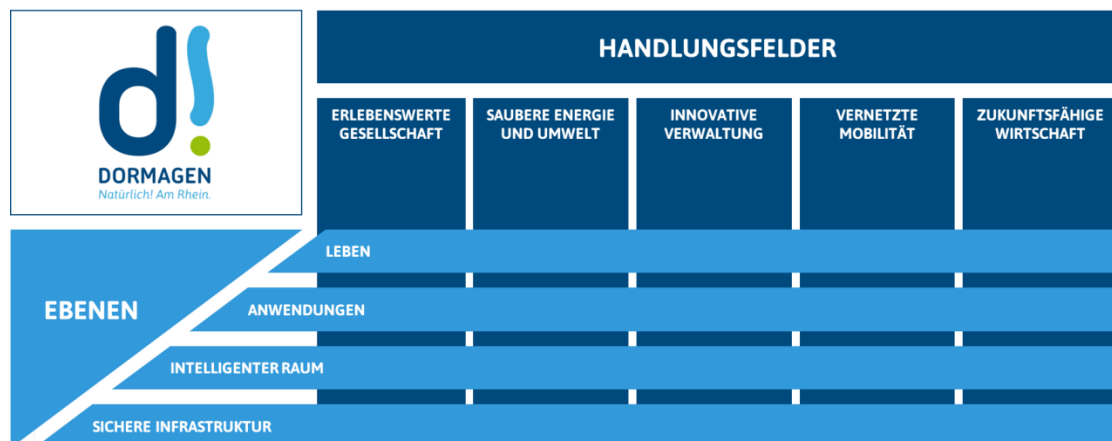 d!
DORMAGEN
Natürlich! Am Rhein.
HANDLUNGSFELDER
ERLEBENSWERTE
GESELLSCHAFT
SAUBERE ENERGIE
UND UMWELT
INNOVATIVE
VERWALTUNG
VERNETZTE
MOBILITÄT
ZUKUNFTSFÄHIGE
WIRTSCHAFT
EBENEN
LEBEN
ANWENDUNGEN
INTELLIGENTER RAUM
SICHERE INFRASTRUKTUR